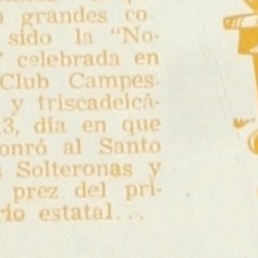 grandes co-
sido la "No-
celebrada en
Club Campes-
y triscadeicá-
3, día en que
onró al Santo
Solteronas y
prez del pri-
rio estatal...